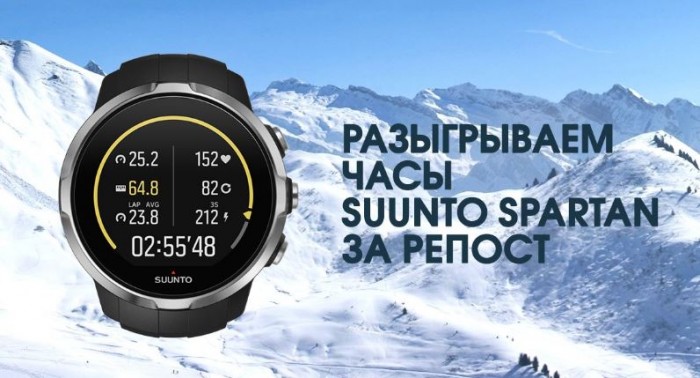 25.2 152
64.8 82
LAP AVG 3S
23.8 212
02:55'48
SUUNTO
РАЗЫГРЫВАЕМ
ЧАСЫ
SUUNTO SPARTAN
ЗА РЕПОСТ